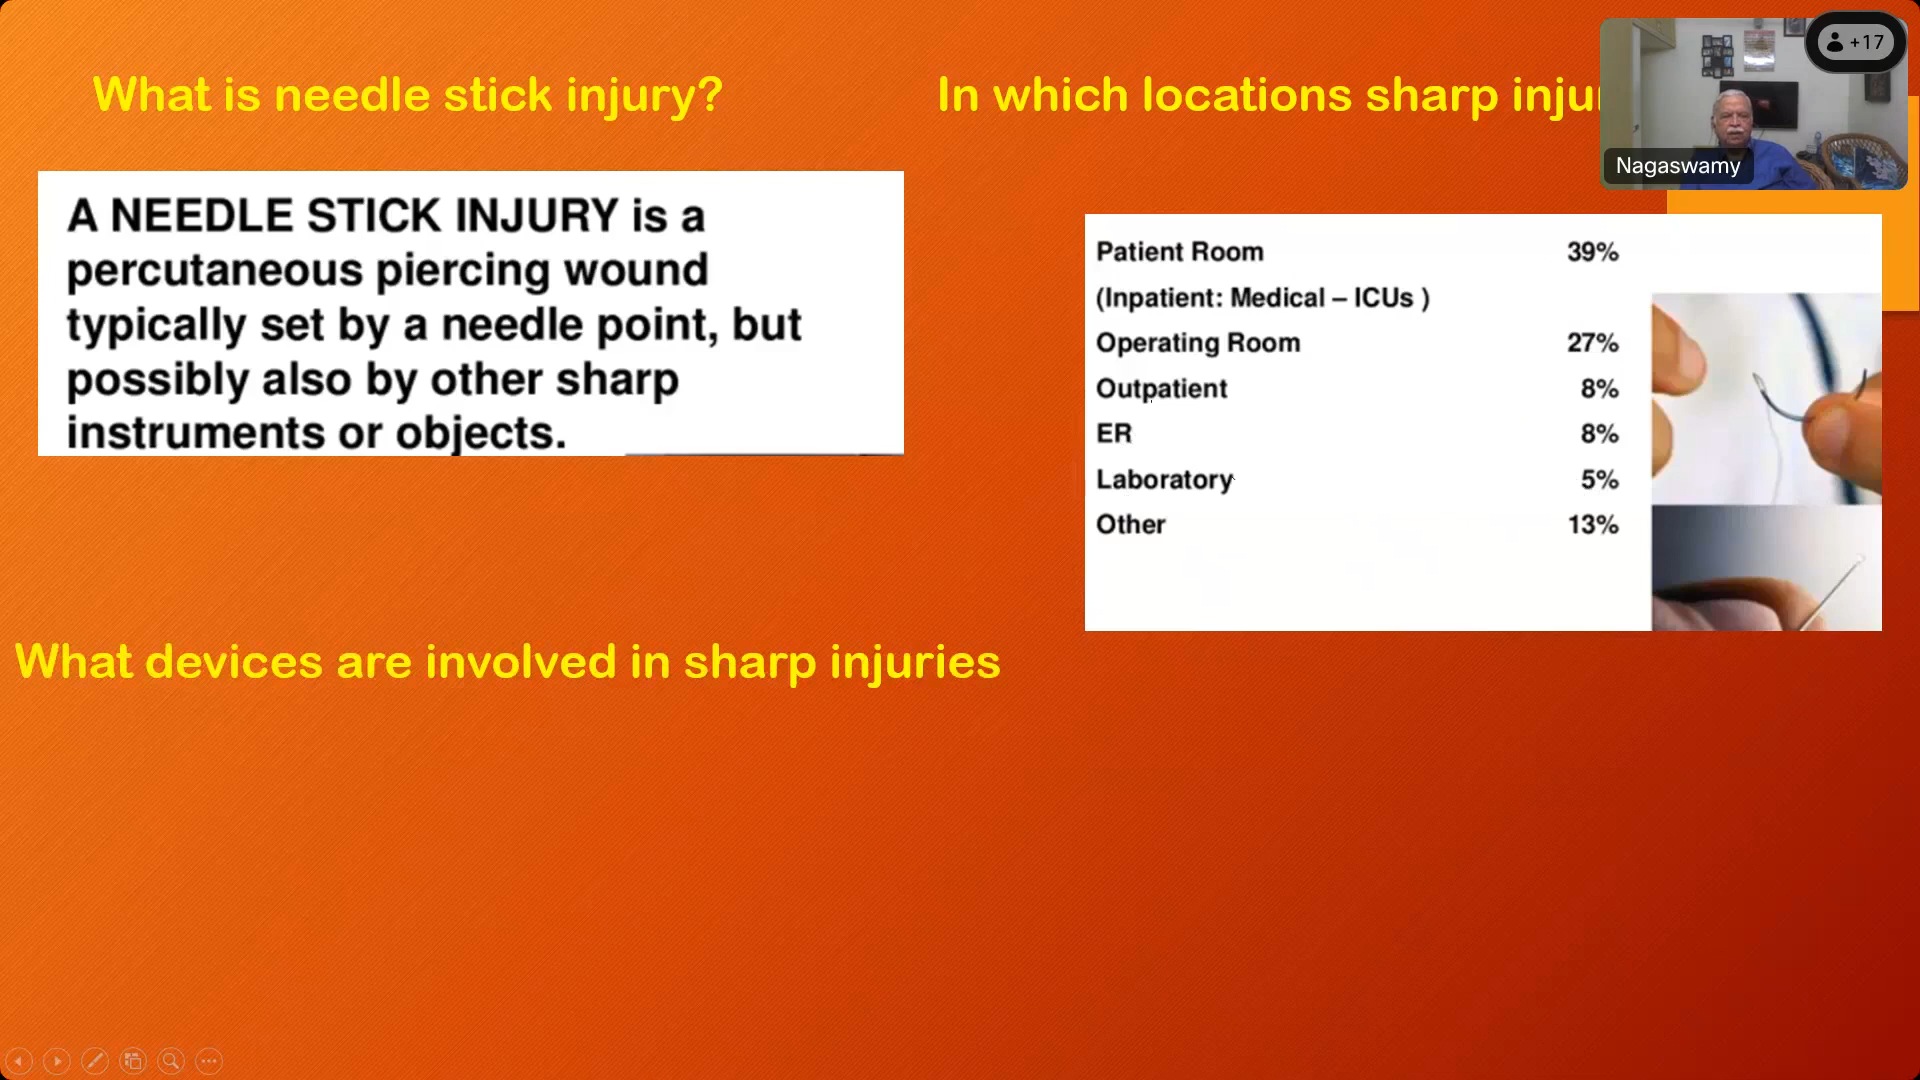 What is needle stick injury?
A NEEDLE STICK INJURY is a
percutaneous piercing wound
typically set by a needle point, but
possibly also by other sharp
instruments or objects.
In which locations sharp
+17
Nagaswamy
Patient Room 39%
(Inpatient: Medical – ICUs )
Operating Room 27%
Outpatient 8%
ER 8%
Laboratory 5%
Other 13%
What devices are involved in sharp injuries